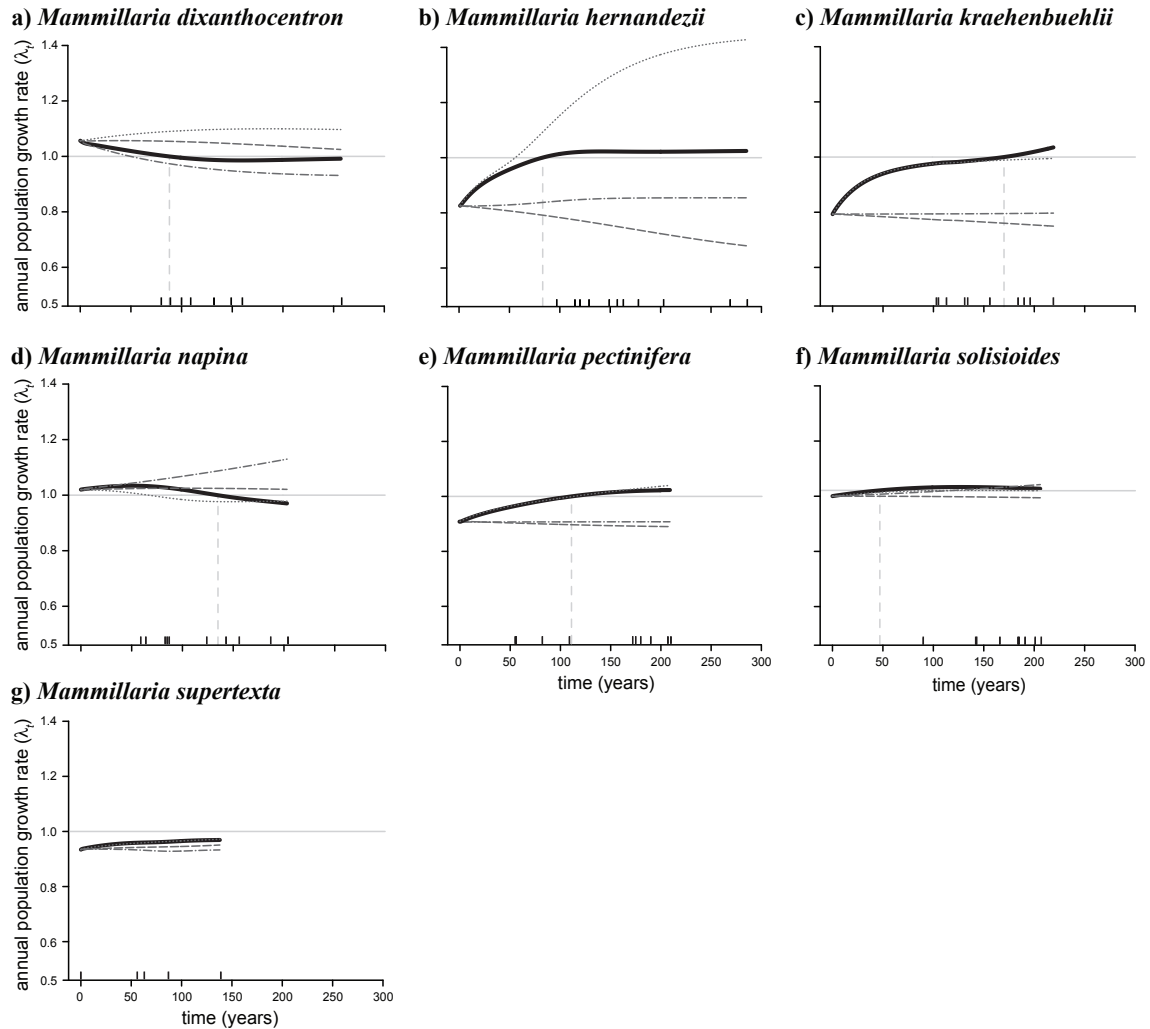 a) Mammillaria dixanthocentron
b) Mammillaria hernandezii
c) Mammillaria kraehenbuehlii
annual population growth rate (λt)
1.4
1.2
1.0
0.8
0.6
0.5
d) Mammillaria napina
e) Mammillaria pectinifera
f) Mammillaria solisioides
annual population growth rate (λt)
1.4
1.2
1.0
0.8
0.6
0.5
0 50 100 150 200 250 300
time (years)
0 50 100 150 200 250 300
time (years)
g) Mammillaria supertexta
annual population growth rate (λt)
1.4
1.2
1.0
0.8
0.6
0.5
0 50 100 150 200 250 300
time (years)